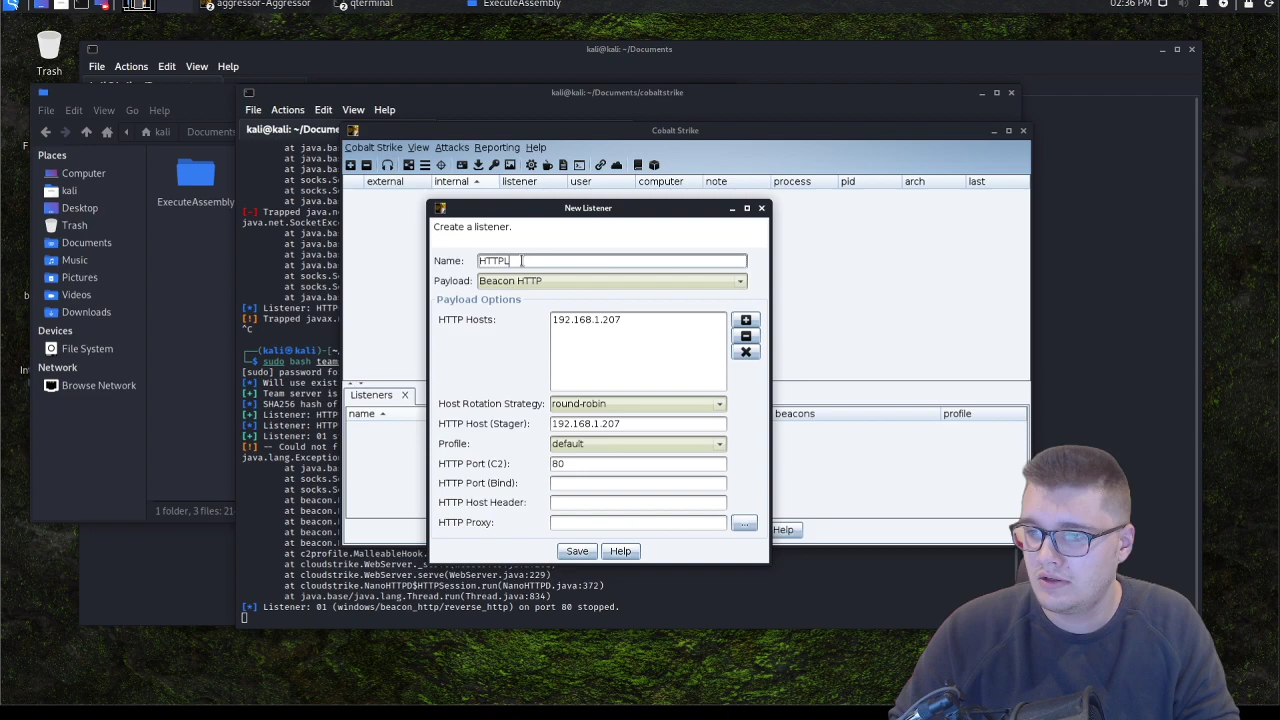 aggressor-Aggressor
qterminal
ExecuteAssembly
02:36 PM
Trash
kali@kali: ~/Documents
File Actions Edit View Help
File Edit View Go Help
kali Documents
Places
Computer
kali
Desktop
Trash
Documents
Music
Pictures
Videos
Downloads
Devices
File System
Network
Browse Network
ExecuteAssembly
1 folder, 3 files: 21
kali@kali: ~/Documents/cobaltstrike
File Actions Edit View Help
kali@kali: ~/Docume
at java.ba
at java.ba
at java.ba
at java.ba
at socks.S
at socks.S
[-] Trapped java.n
java.net.SocketExc
at java.ba
at java.ba
at java.ba
at java.ba
at java.ba
at socks.S
at socks.S
at java.ba
[*] Listener: HTTP
[!] Trapped javax.
^C
(kali㉿kali)-[~
$ sudo bash team
[sudo] password fo
[*] Will use exist
[+] Team server is
[*] SHA256 hash of
[+] Listener: HTTP
[*] Listener: HTTP
[+] Listener: 01 s
[!] -- Could not f
java.lang.Exception
at java.ba
at socks.S
at socks.S
at beacon.
at beacon.
at beacon.
at beacon.
at beacon.
at c2profile.MalleableHook.
at cloudstrike.WebServer._s
at cloudstrike.WebServer.serve(WebServer.java:229)
at cloudstrike.NanoHTTPD$HTTPSession.run(NanoHTTPD.java:372)
at java.base/java.lang.Thread.run(Thread.java:834)
[*] Listener: 01 (windows/beacon_http/reverse_http) on port 80 stopped.
Cobalt Strike
Cobalt Strike View Attacks Reporting Help
external internal listener user computer note process pid arch last
Listeners X
name beacons profile
Help
New Listener
Create a listener.
Name: HTTPL
Payload: Beacon HTTP
Payload Options
HTTP Hosts: 192.168.1.207
Host Rotation Strategy: round-robin
HTTP Host (Stager): 192.168.1.207
Profile: default
HTTP Port (C2): 80
HTTP Port (Bind):
HTTP Host Header:
HTTP Proxy: ...
Save Help